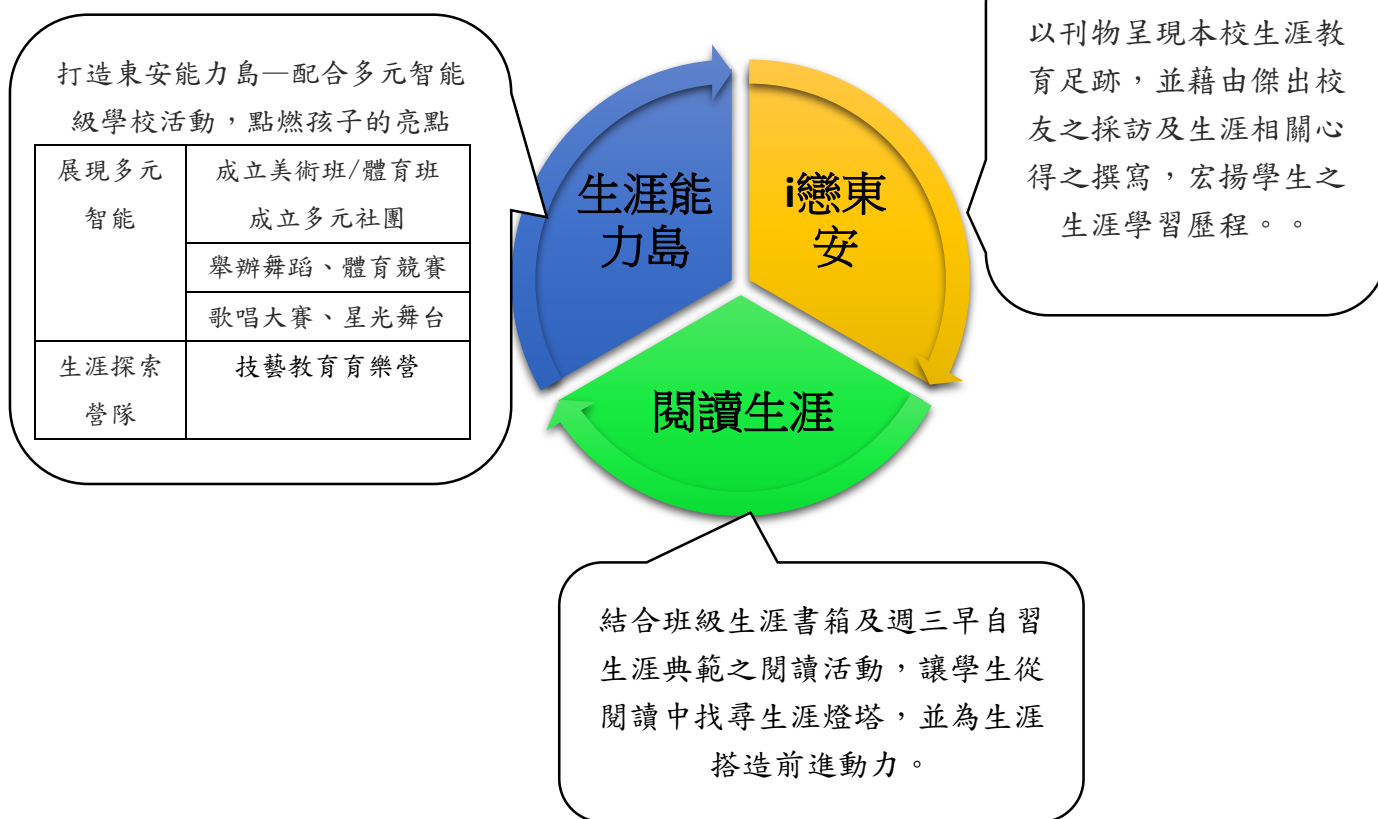 打造東安能力島—配合多元智能
級學校活動，點燃孩子的亮點
展現多元
智能
成立美術班/體育班
成立多元社團
舉辦舞蹈、體育競賽
歌唱大賽、星光舞台
生涯探索
營隊
技藝教育育樂營
生涯能
力島
i戀東
安
閱讀生涯
以刊物呈現本校生涯教
育足跡，並藉由傑出校
友之採訪及生涯相關心
得之撰寫，宏揚學生之
生涯學習歷程。。
結合班級生涯書箱及週三早自習
生涯典範之閱讀活動，讓學生從
閱讀中找尋生涯燈塔，並為生涯
搭造前進動力。